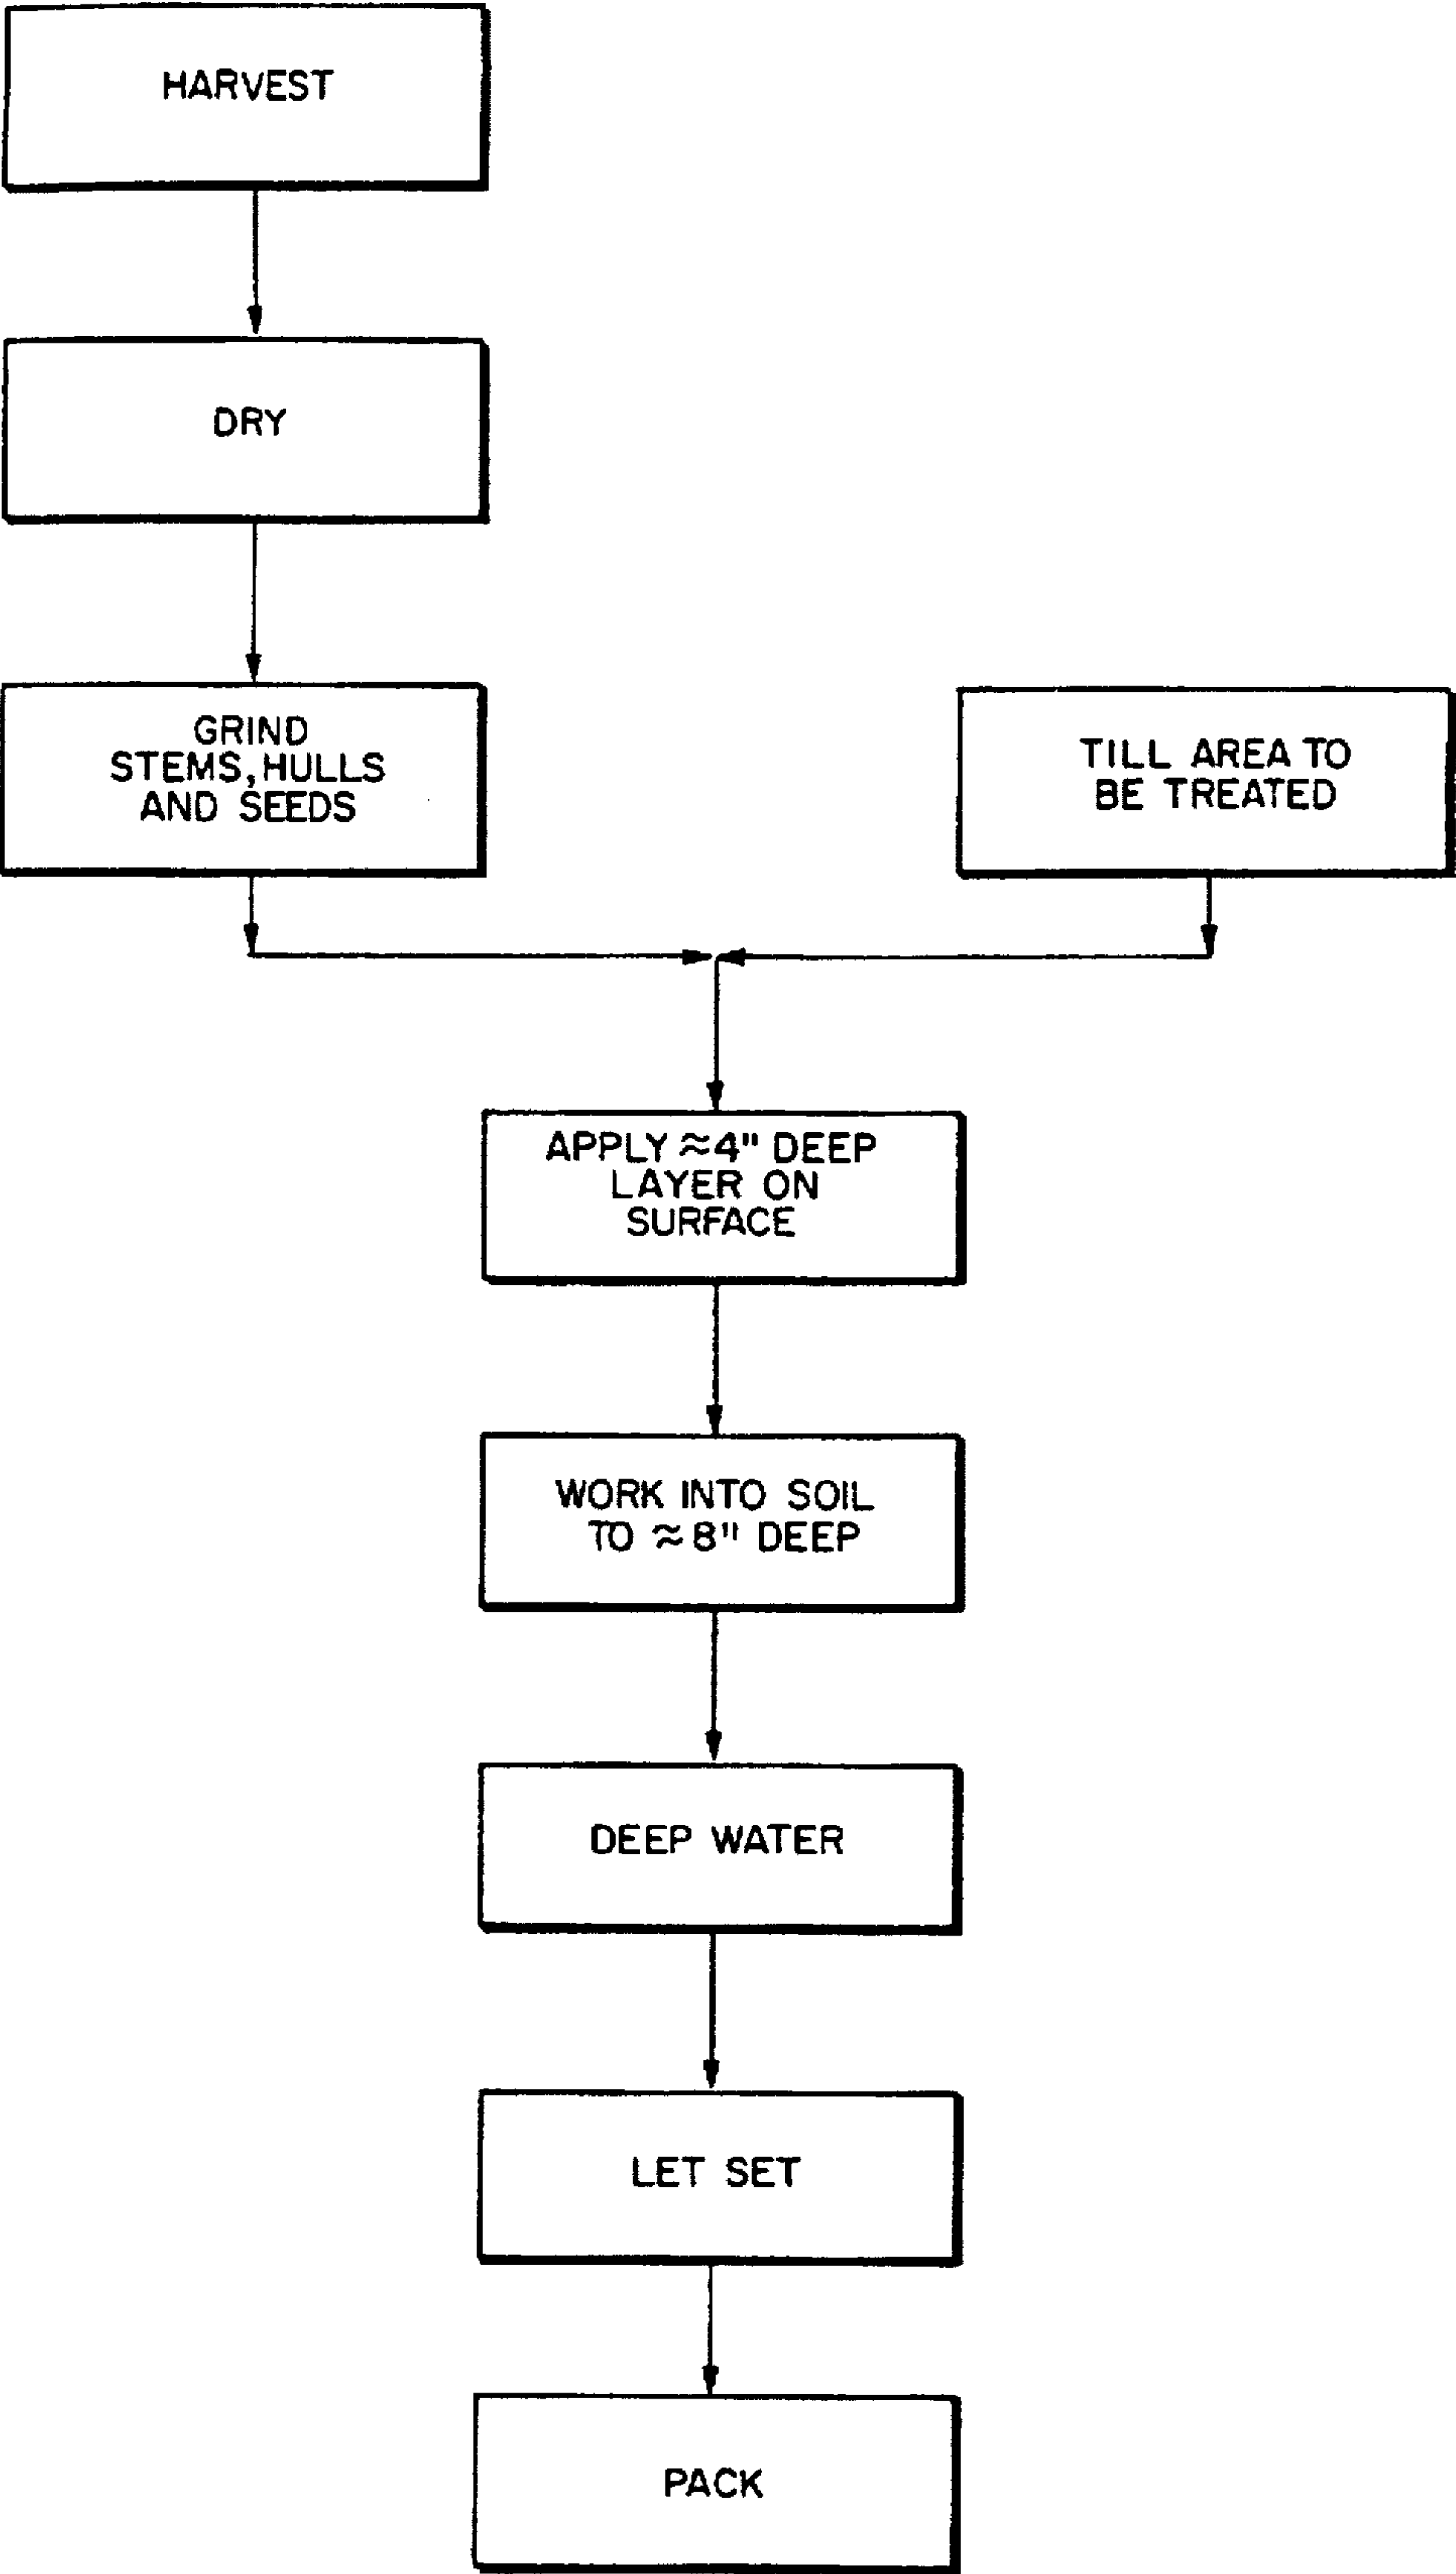 HARVEST
DRY
GRIND
STEMS, HULLS
AND SEEDS
TILL AREA TO
BE TREATED
APPLY ≈4" DEEP
LAYER ON
SURFACE
WORK INTO SOIL
TO ≈8" DEEP
DEEP WATER
LET SET
PACK